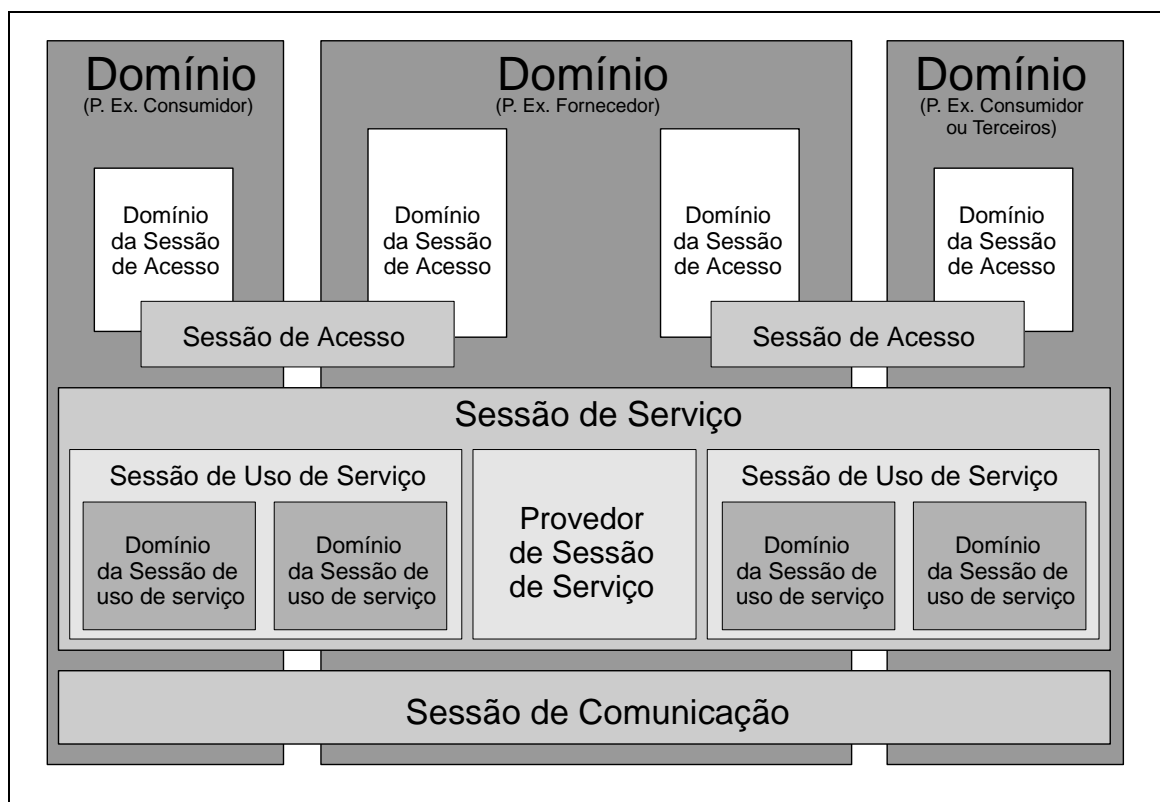 Domínio
(P. Ex. Consumidor)
Domínio
(P. Ex. Fornecedor)
Domínio
(P. Ex. Consumidor
ou Terceiros)
Domínio
da Sessão
de Acesso
Domínio
da Sessão
de Acesso
Domínio
da Sessão
de Acesso
Domínio
da Sessão
de Acesso
Sessão de Acesso
Sessão de Acesso
Sessão de Serviço
Sessão de Uso de Serviço
Domínio
da Sessão de
uso de serviço
Domínio
da Sessão de
uso de serviço
Provedor
de Sessão
de Serviço
Sessão de Uso de Serviço
Domínio
da Sessão de
uso de serviço
Domínio
da Sessão de
uso de serviço
Sessão de Comunicação